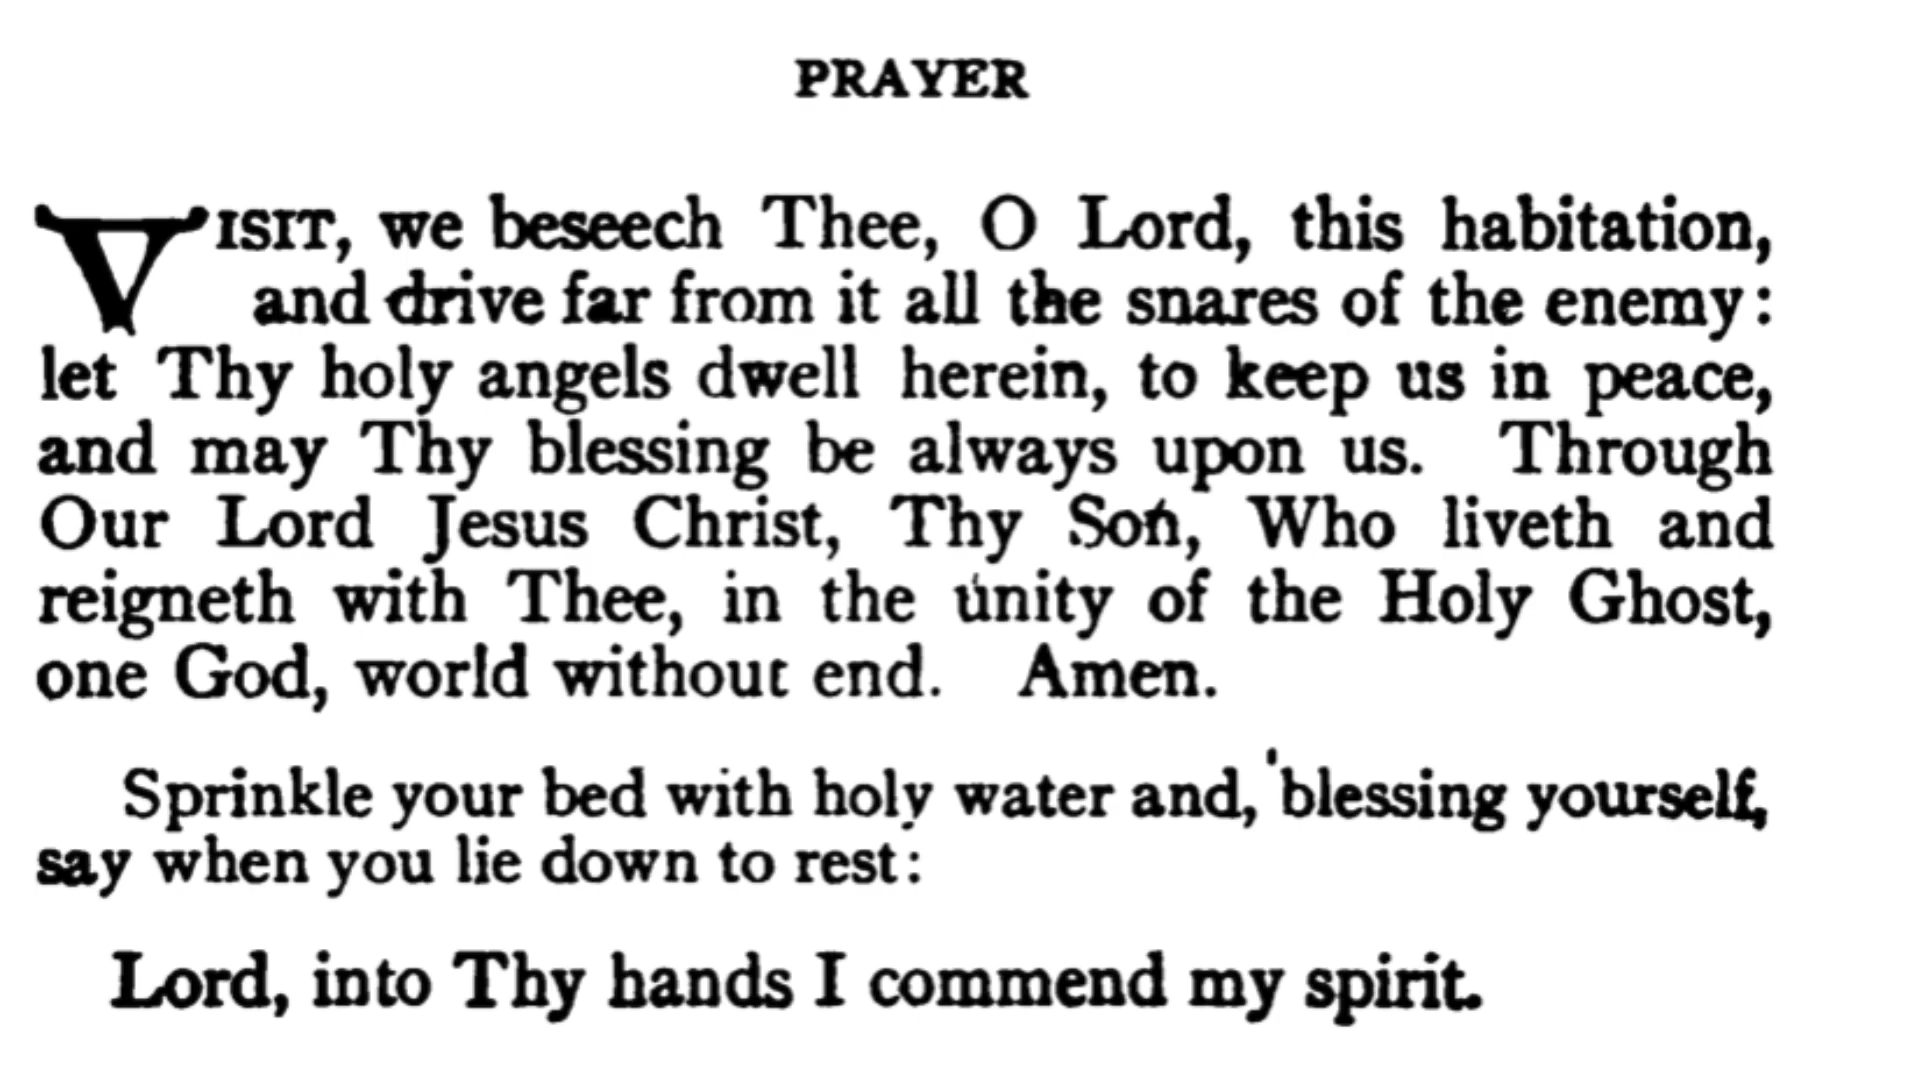 PRAYER
VISIT, we beseech Thee, O Lord, this habitation,
and drive far from it all the snares of the enemy:
let Thy holy angels dwell herein, to keep us in peace,
and may Thy blessing be always upon us. Through
Our Lord Jesus Christ, Thy Son, Who liveth and
reigneth with Thee, in the unity of the Holy Ghost,
one God, world without end. Amen.
Sprinkle your bed with holy water and, blessing yourself,
say when you lie down to rest:
Lord, into Thy hands I commend my spirit.